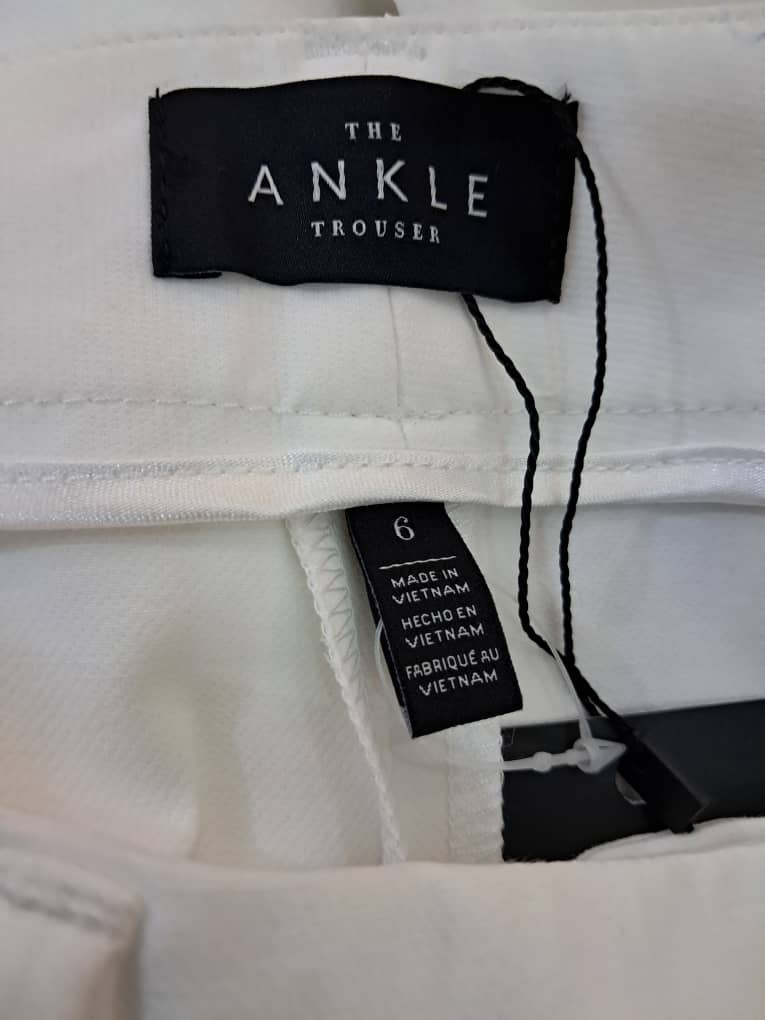 THE
ANKLE
TROUSER
6
MADE IN
VIETNAM
HECHO EN
VIETNAM
FABRIQUÉ AU
VIETNAM